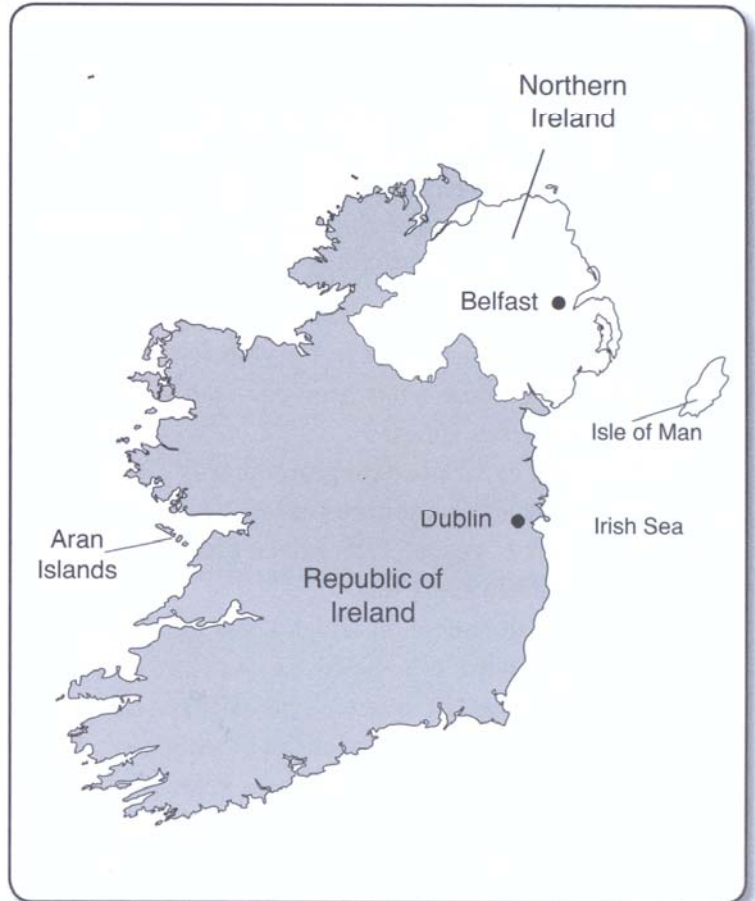 Northern
Ireland
Belfast
Isle of Man
Dublin
Irish Sea
Aran
Islands
Republic of
Ireland